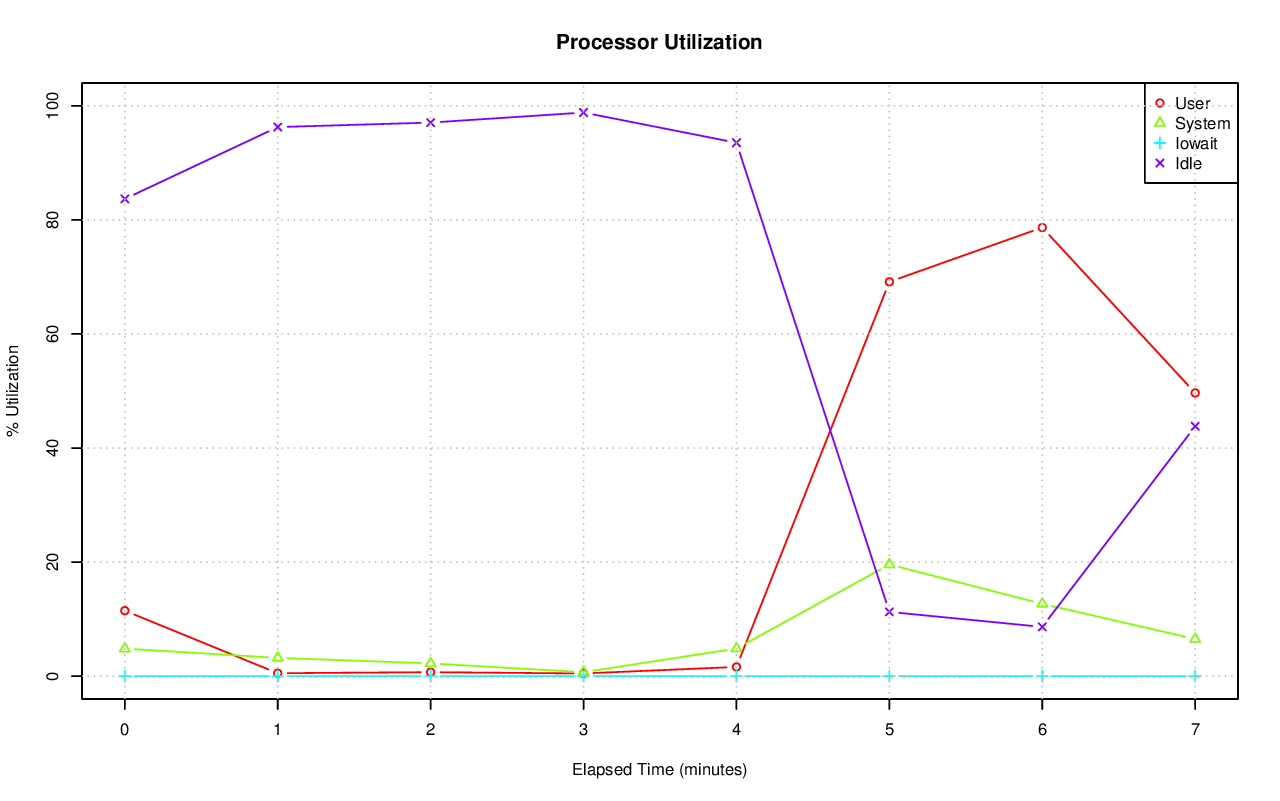 Processor Utilization
User
System
Iowait
Idle
% Utilization
100
80
60
40
20
0
0 1 2 3 4 5 6 7
Elapsed Time (minutes)